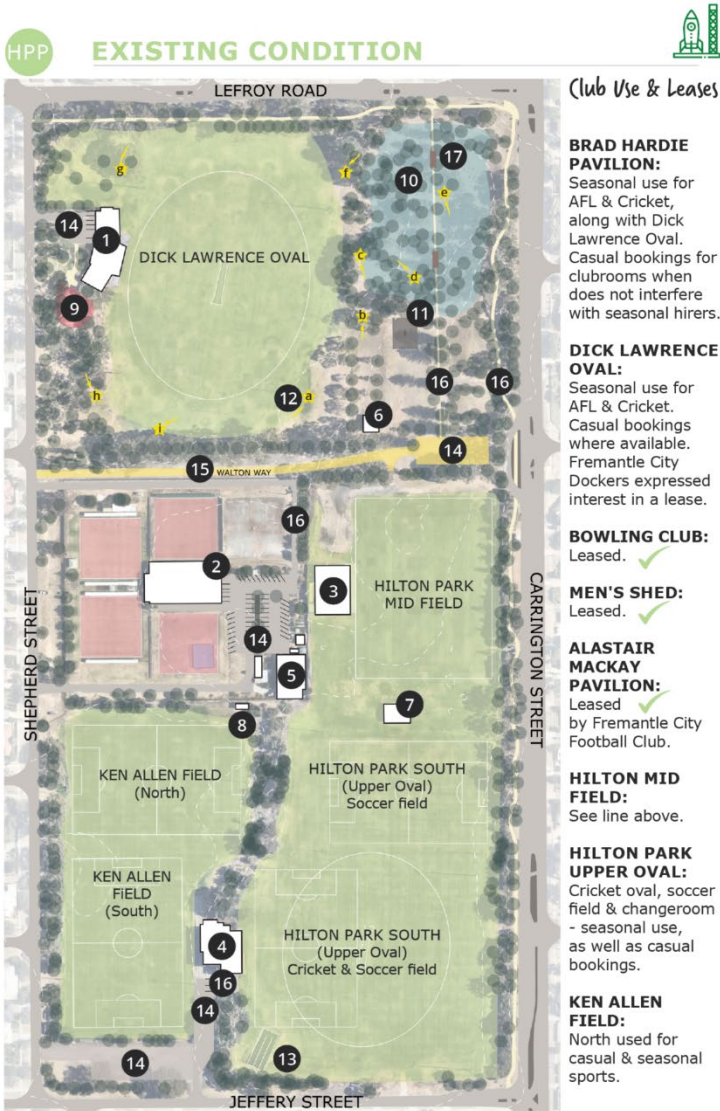 HPP
EXISTING CONDITION
Club Use & Leases
LEFROY ROAD
BRAD HARDIE
PAVILION:
Seasonal use for
AFL & Cricket,
along with Dick
Lawrence Oval.
Casual bookings for
clubrooms when
does not interfere
with seasonal hirers.
DICK LAWRENCE
OVAL:
Seasonal use for
AFL & Cricket.
Casual bookings
where available.
Fremantle City
Dockers expressed
interest in a lease.
BOWLING CLUB:
Leased.
MEN'S SHED:
Leased.
ALASTAIR
MACKAY
PAVILION:
Leased
by Fremantle City
Football Club.
HILTON MID
FIELD:
See line above.
HILTON PARK
UPPER OVAL:
Cricket oval, soccer
field & changeroom
- seasonal use,
as well as casual
bookings.
KEN ALLEN
FIELD:
North used for
casual & seasonal
sports.
g
f
10
17
e
14
1
DICK LAWRENCE OVAL
c
d
9
b
11
h
12
a
16
16
6
i
14
15
WALTON WAY
16
2
3
HILTON PARK
MID FIELD
SHEPHERD STREET
CARRINGTON STREET
14
5
8
7
KEN ALLEN FiELD
(North)
HILTON PARK SOUTH
(Upper Oval)
Soccer field
KEN ALLEN
FiELD
(South)
4
HILTON PARK SOUTH
(Upper Oval)
Cricket & Soccer field
16
14
14
13
JEFFERY STREET